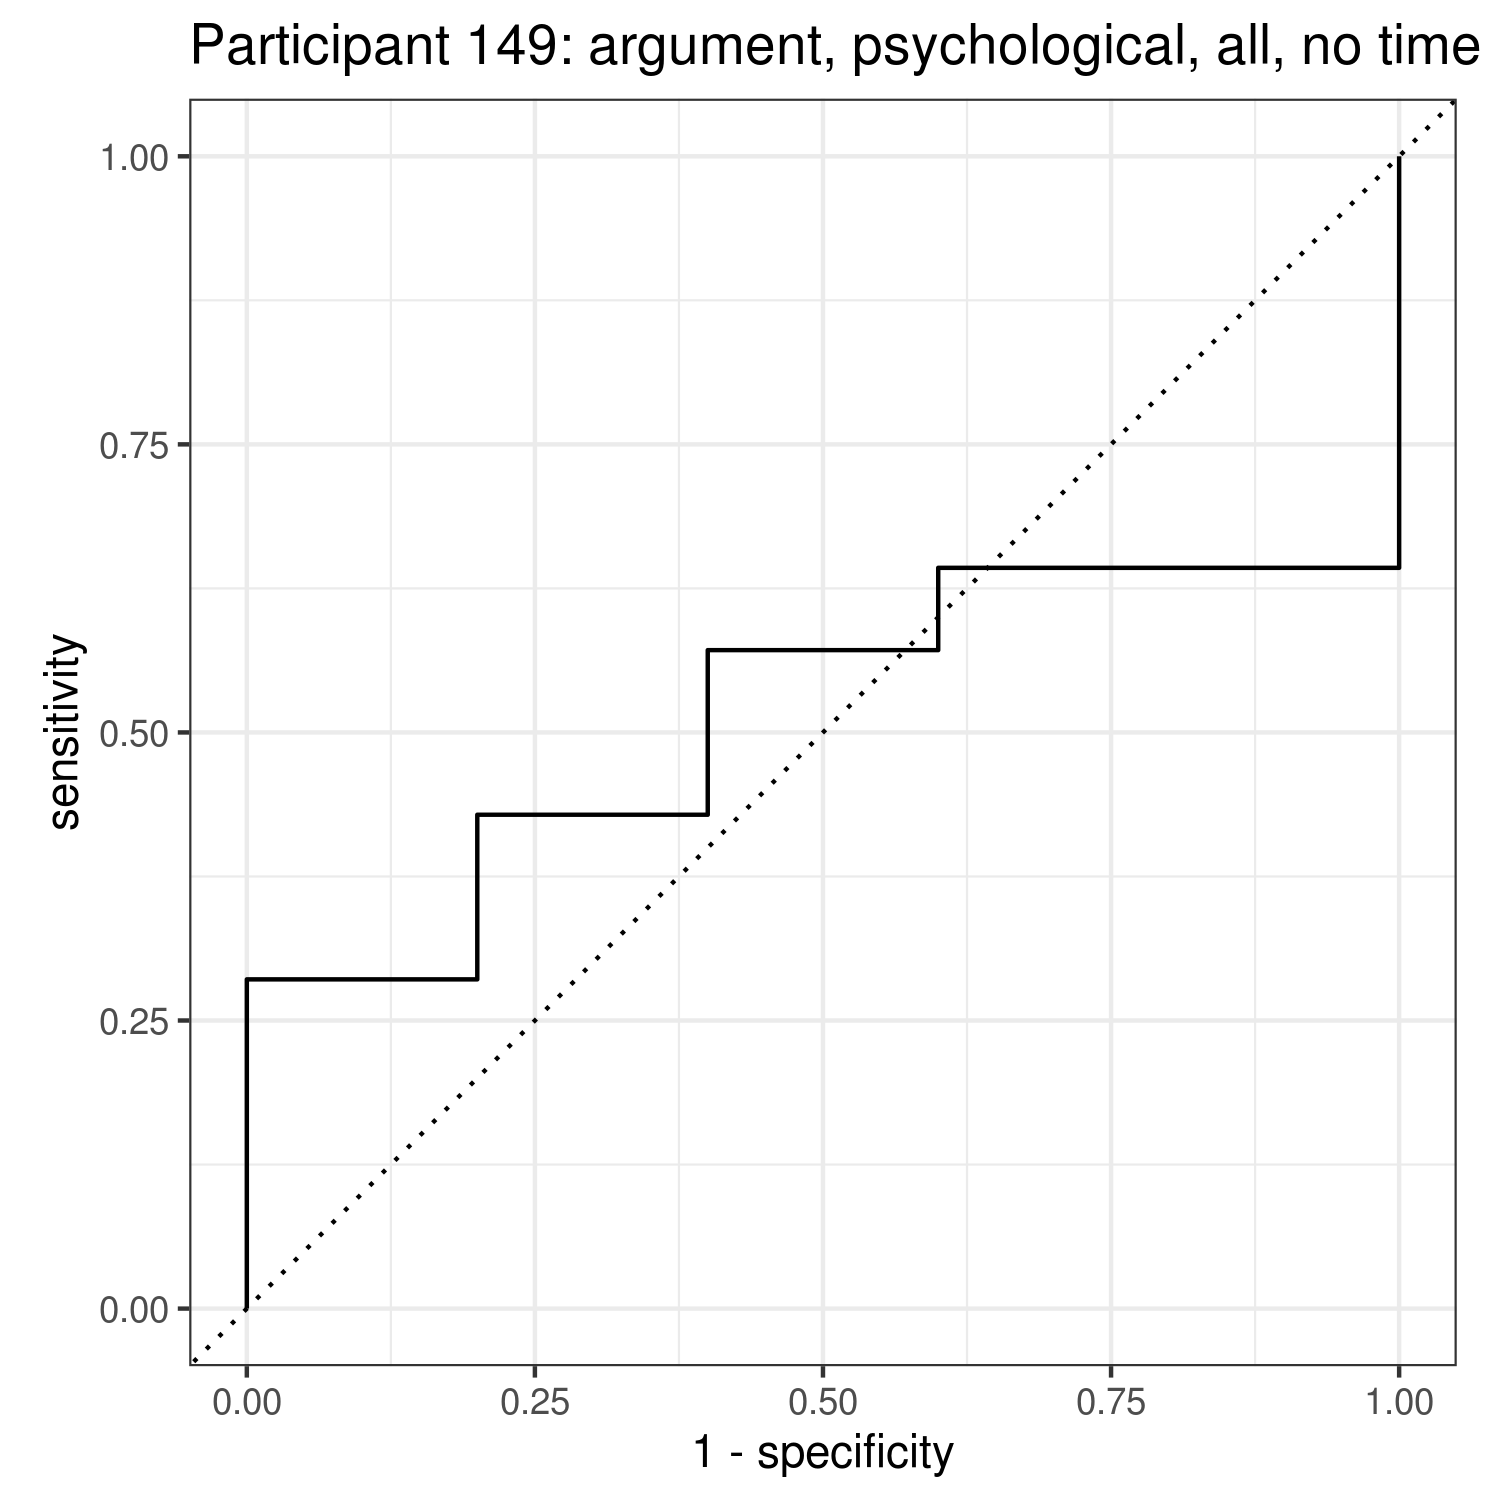 Participant 149: argument, psychological, all, no time
1.00
0.75
0.50
0.25
0.00
sensitivity
0.00 0.25 0.50 0.75 1.00
1 - specificity